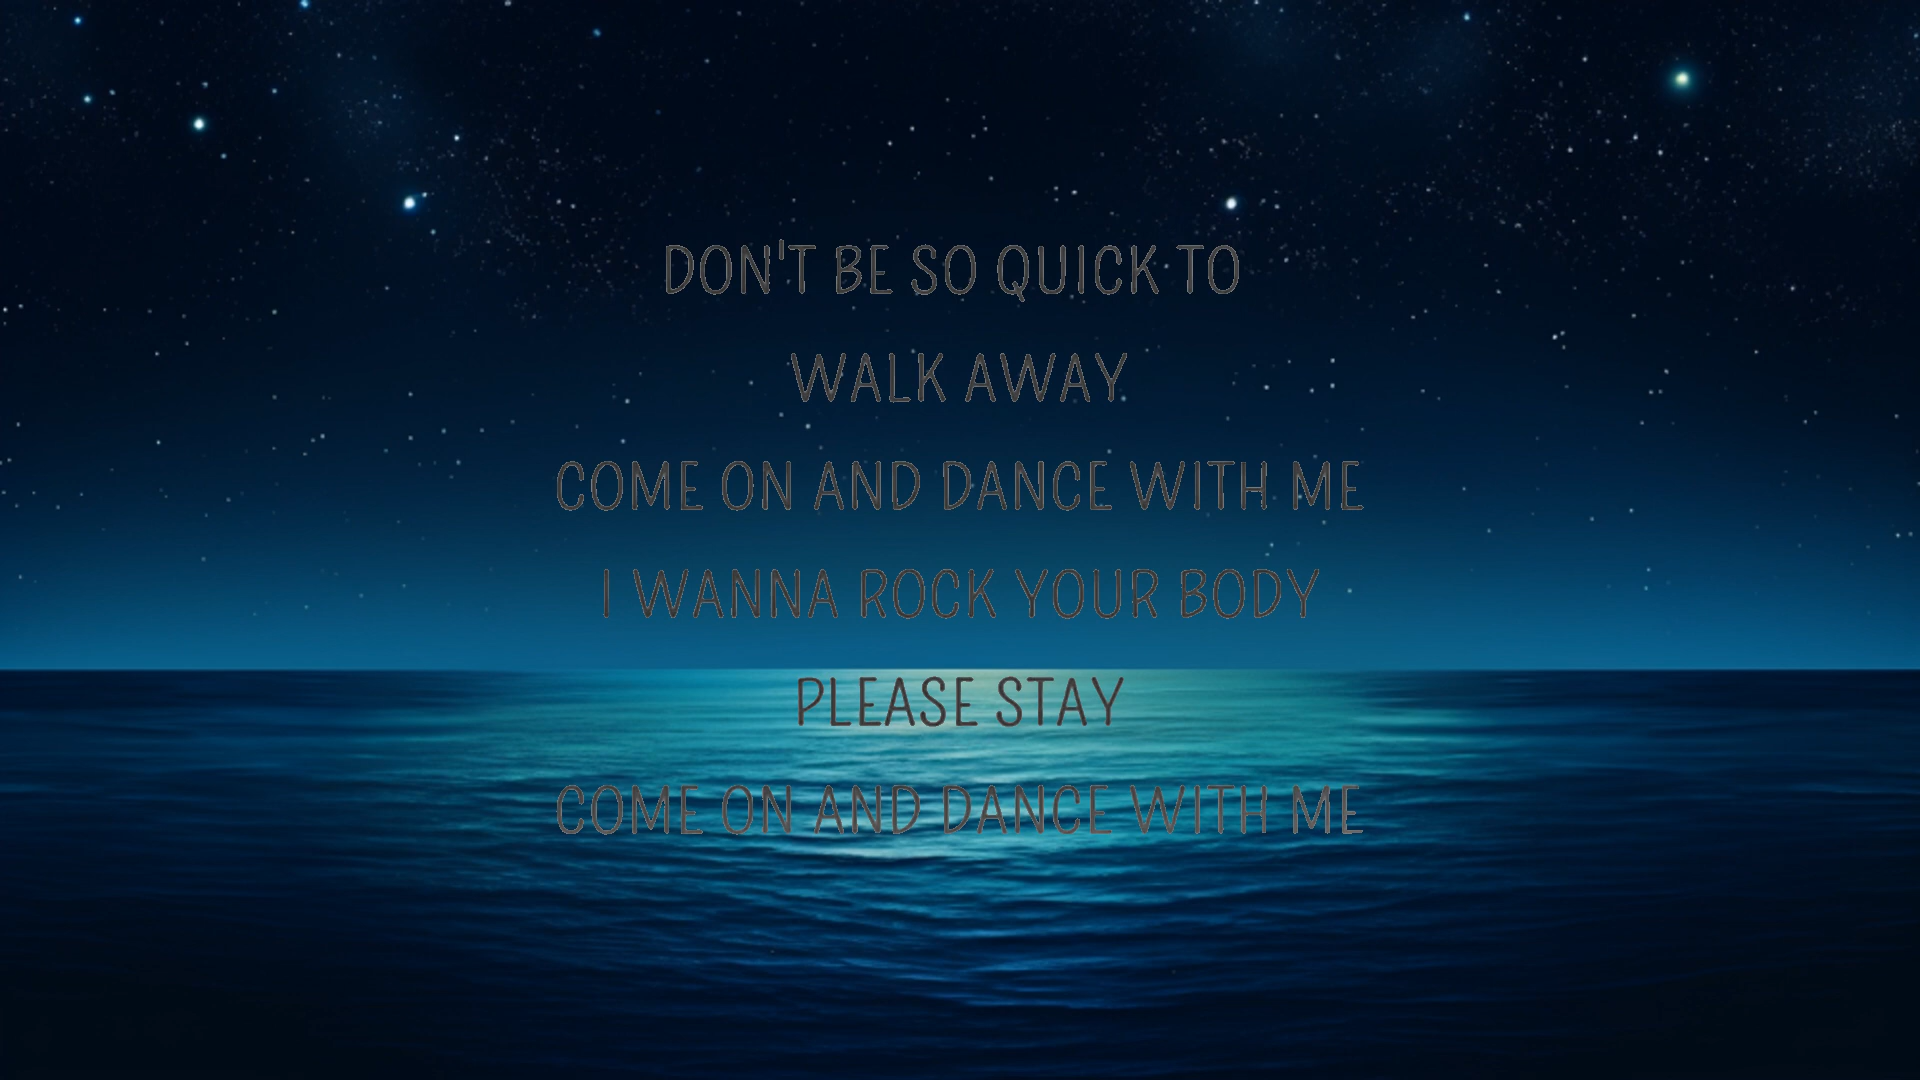 DON'T BE SO QUICK TO
WALK AWAY
COME ON AND DANCE WITH ME
I WANNA ROCK YOUR BODY
PLEASE STAY
COME ON AND DANCE WITH ME